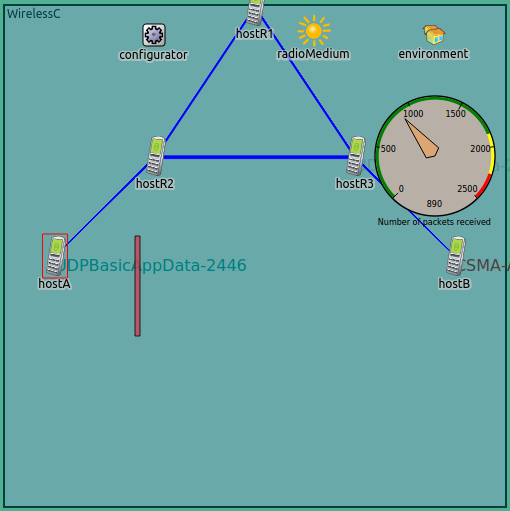 WirelessC
hostR1
configurator
radioMedium
environment
1000
1500
500
2000
0
2500
890
Number of packets received
hostR2
hostR3
hostA
UDPBasicAppData-2446
hostB
CSMA-